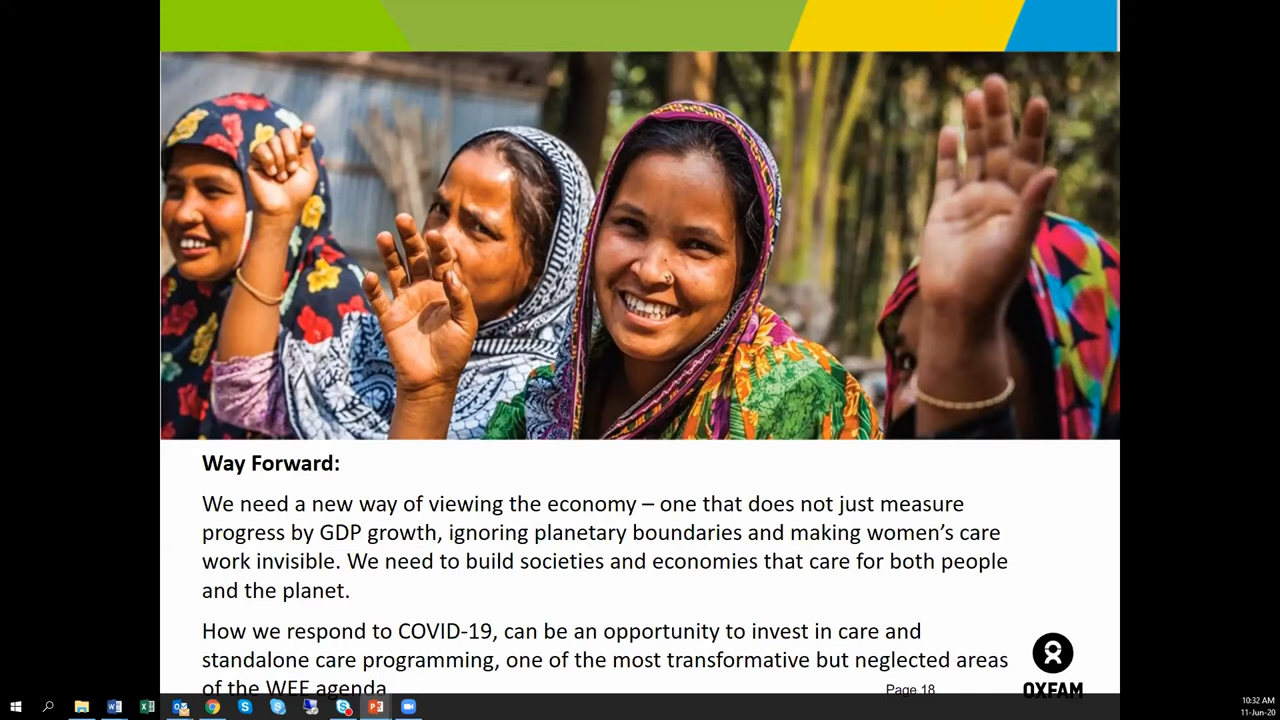 Way Forward:
We need a new way of viewing the economy – one that does not just measure
progress by GDP growth, ignoring planetary boundaries and making women's care
work invisible. We need to build societies and economies that care for both people
and the planet.
How we respond to COVID-19, can be an opportunity to invest in care and
standalone care programming, one of the most transformative but neglected areas
of the WEE agenda
Page 18
OXFAM
10:32 AM
11-Jun-20